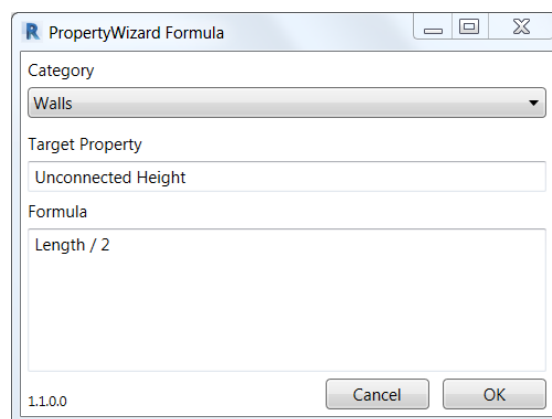 PropertyWizard Formula
Category
Walls
Target Property
Unconnected Height
Formula
Length / 2
1.1.0.0
Cancel
OK